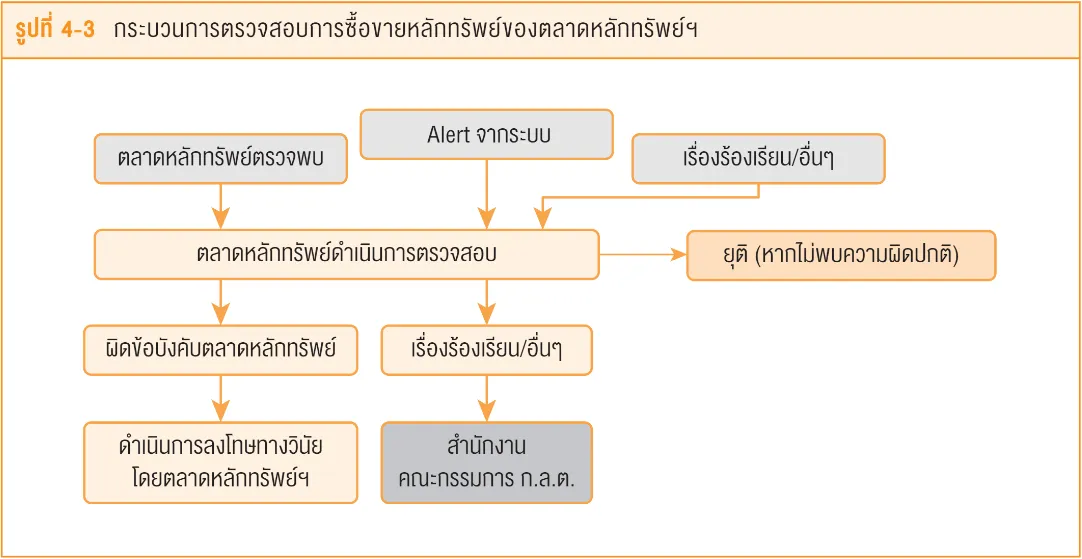 รูปที่ 4-3 กระบวนการตรวจสอบการซื้อขายหลักทรัพย์ของตลาดหลักทรัพย์ฯ
ตลาดหลักทรัพย์ตรวจพบ
Alert จากระบบ
เรื่องร้องเรียน/อื่นๆ
ตลาดหลักทรัพย์ดำเนินการตรวจสอบ
ยุติ (หากไม่พบความผิดปกติ)
ผิดข้อบังคับตลาดหลักทรัพย์
เรื่องร้องเรียน/อื่นๆ
ดำเนินการลงโทษทางวินัย
โดยตลาดหลักทรัพย์ฯ
สำนักงาน
คณะกรรมการ ก.ล.ต.